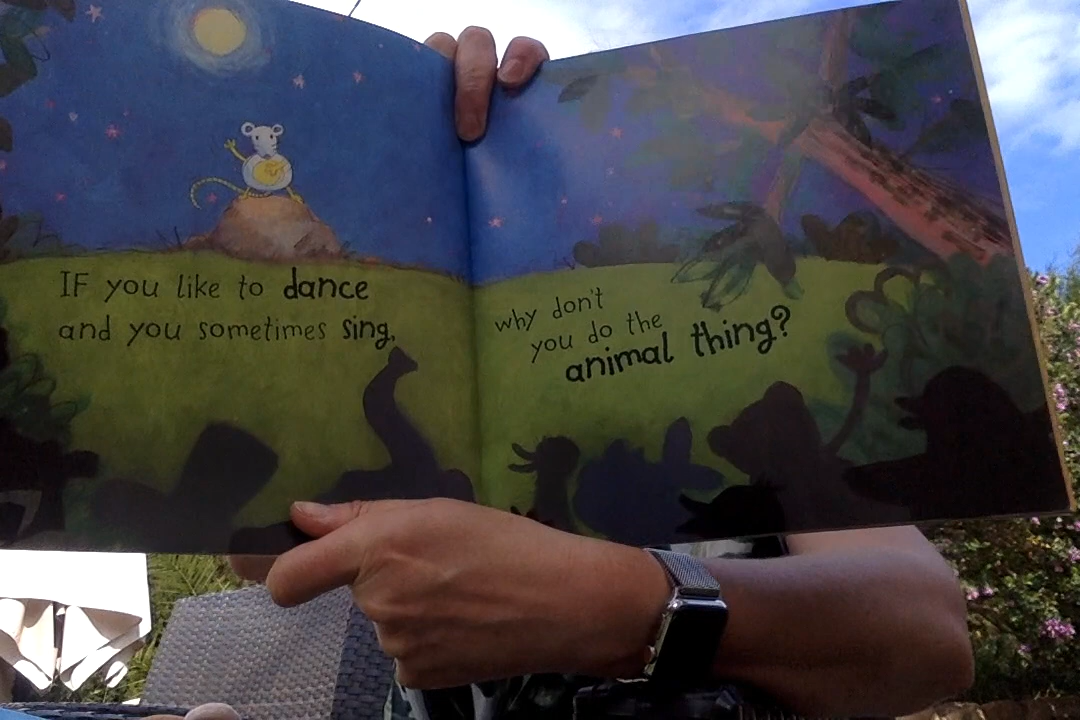 IF you like to dance
and you sometimes sing,
why don't
you do the
animal thing?